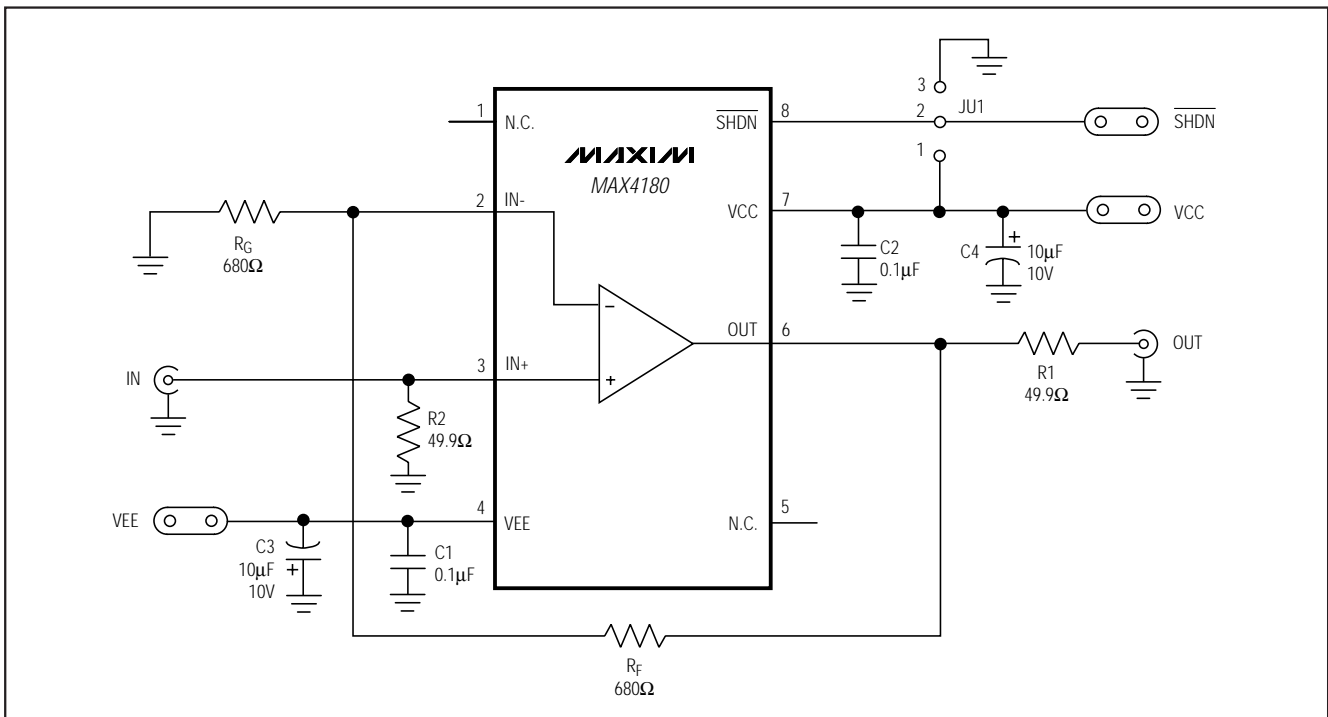 3
JU1
2
1
SHDN
1
N.C.
SHDN
8
MAXIM
MAX4180
2
IN-
VCC
7
VCC
RG
680Ω
C2
0.1µF
C4
+
10µF
10V
−
OUT
6
OUT
IN
3
IN+
+
R1
49.9Ω
R2
49.9Ω
VEE
4
VEE
N.C.
5
C3
10µF
+
10V
C1
0.1µF
RF
680Ω